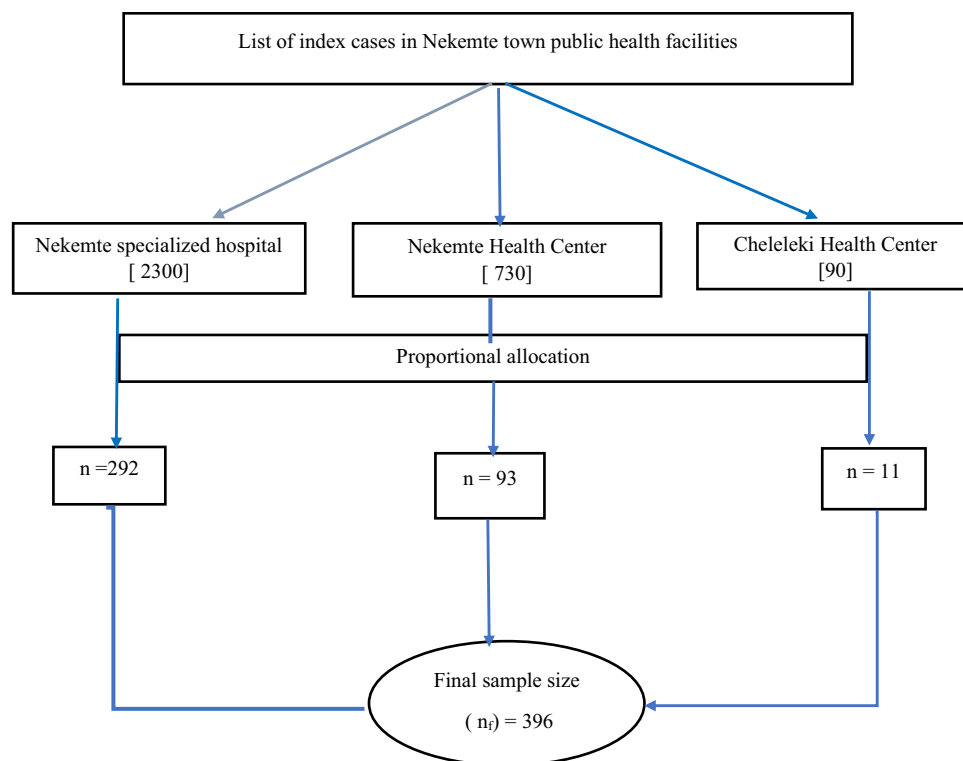 List of index cases in Nekemte town public health facilities
Nekemte specialized hospital
[ 2300]
Nekemte Health Center
[ 730]
Cheleleki Health Center
[90]
Proportional allocation
n =292
n = 93
n = 11
Final sample size
( nf) = 396